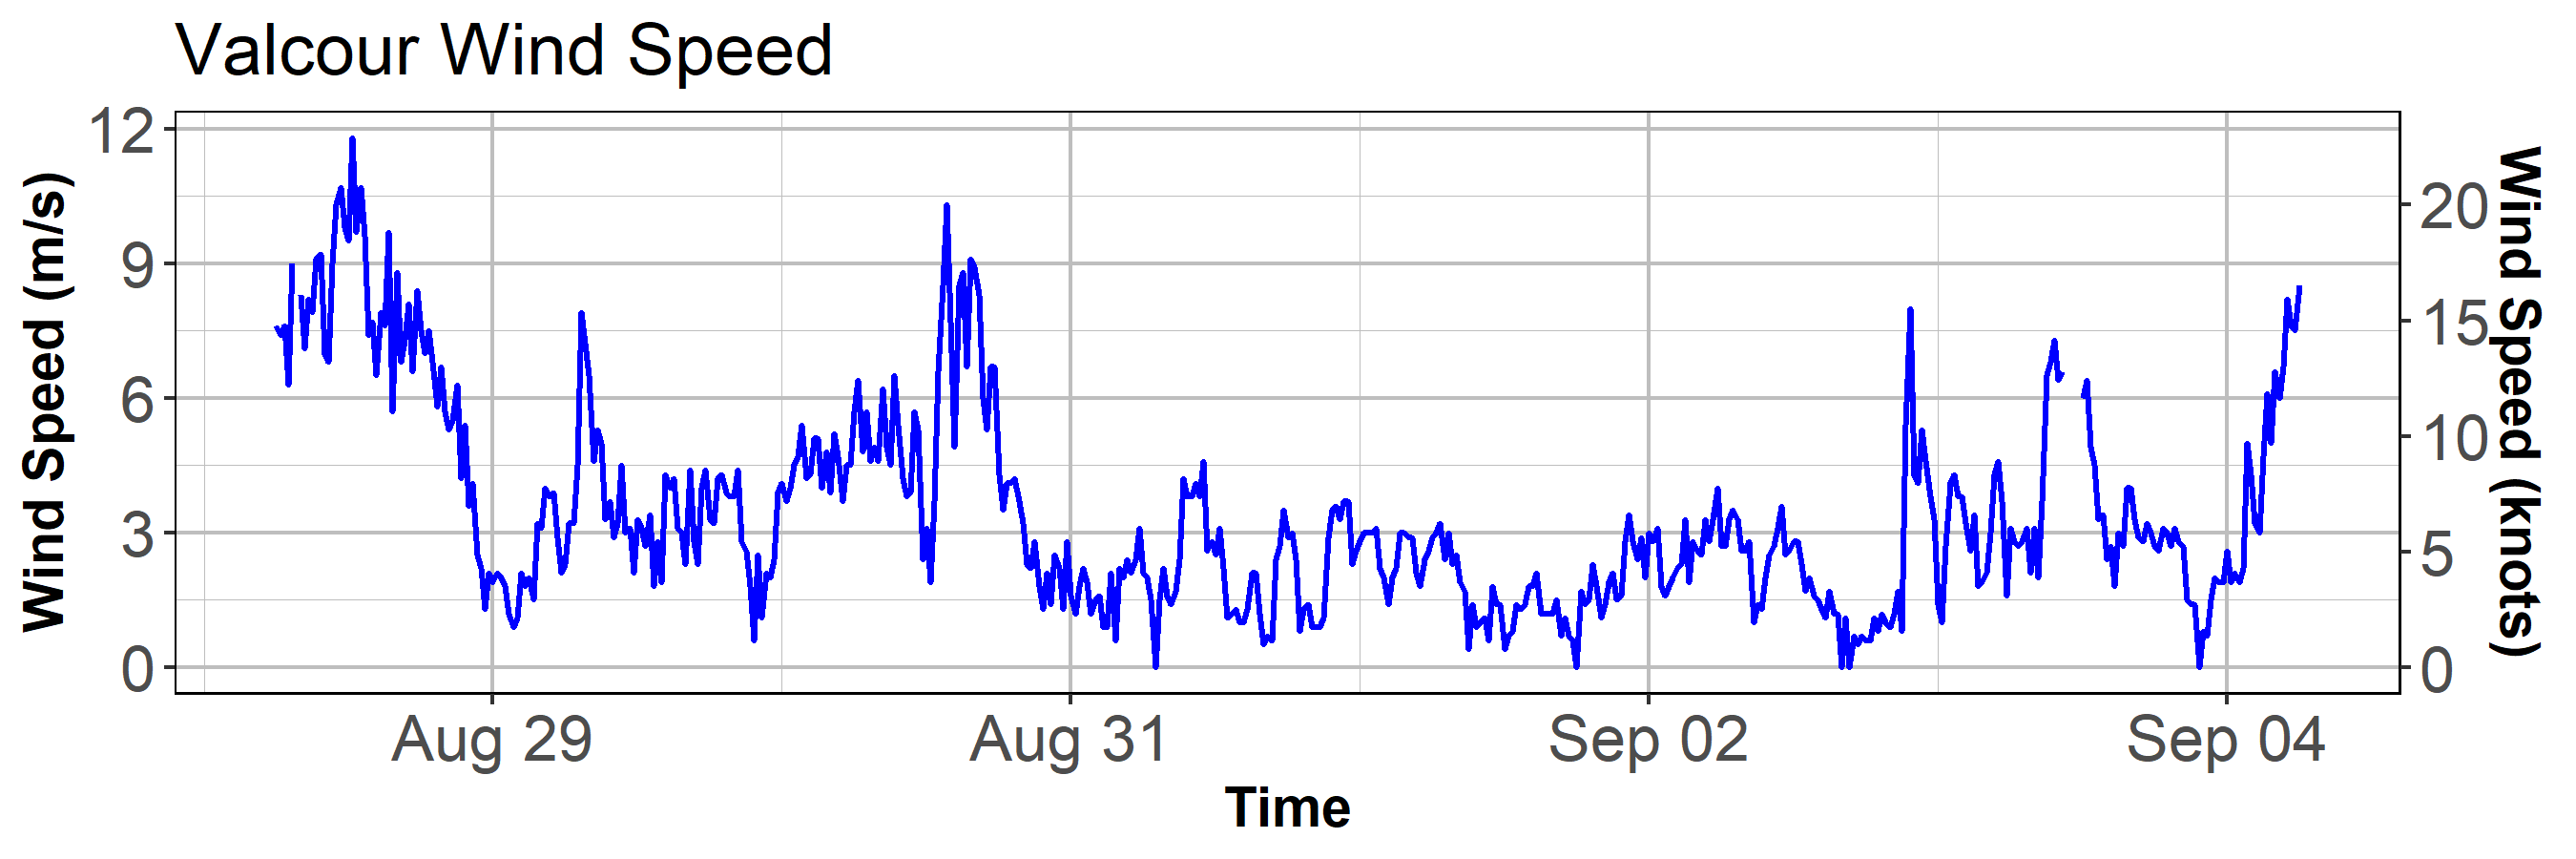 Valcour Wind Speed
Wind Speed (m/s)
12
9
6
3
0
Wind Speed (knots)
20
15
10
5
0
Aug 29
Aug 31
Sep 02
Sep 04
Time